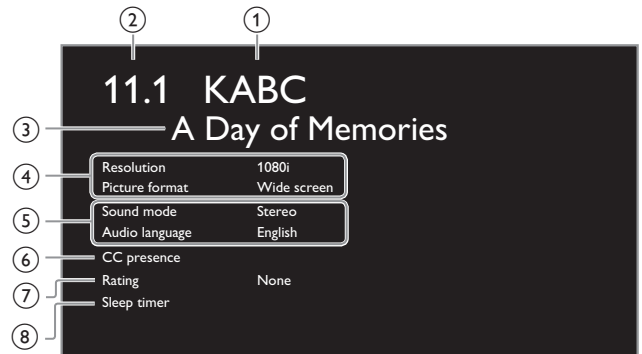 ② ①
11.1 KABC
③ A Day of Memories
④ Resolution 1080i
Picture format Wide screen
⑤ Sound mode Stereo
Audio language English
⑥ CC presence
⑦ Rating None
⑧ Sleep timer